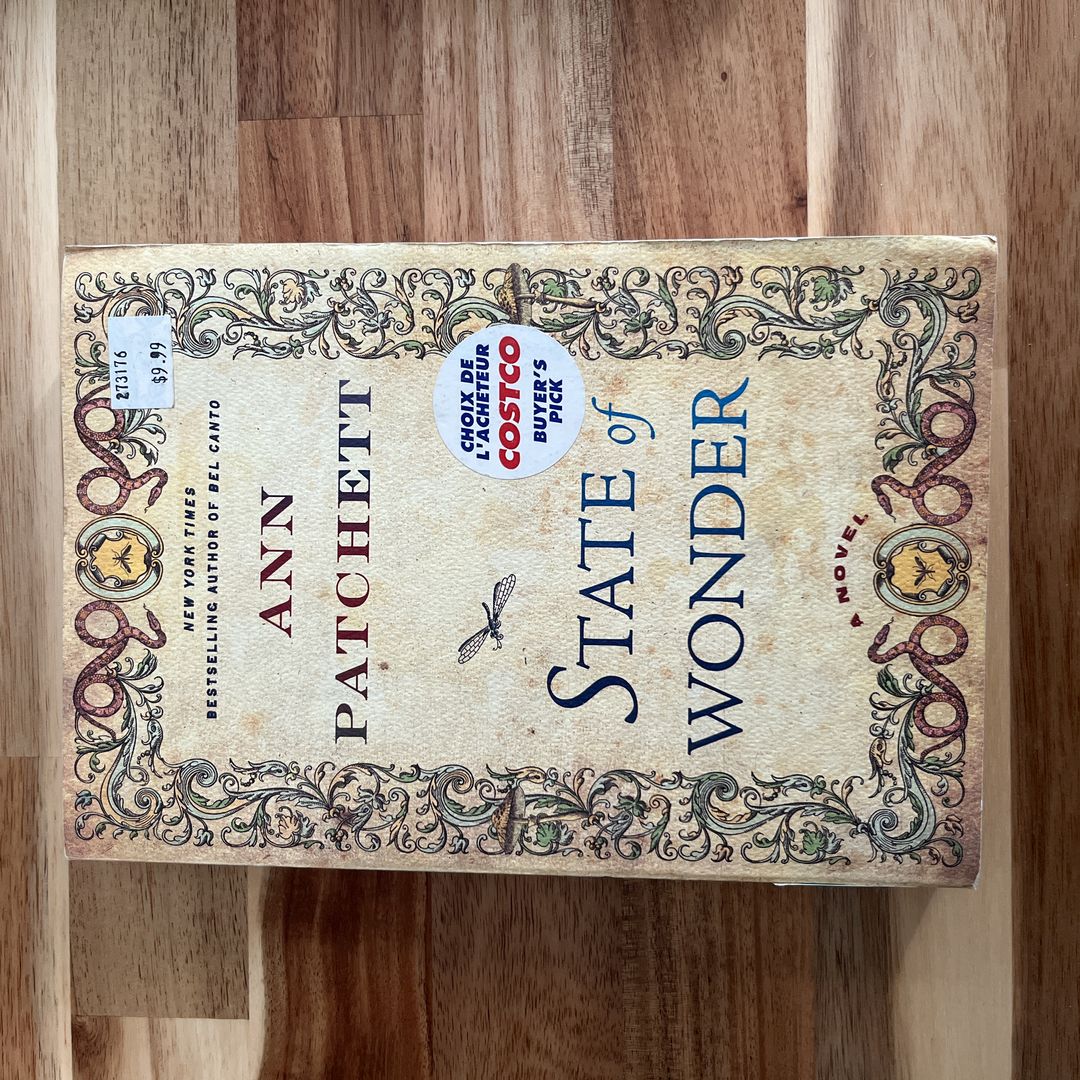 273176
$9.99
NEW YORK TIMES
BESTSELLING AUTHOR OF BEL CANTO
ANN
PATCHETT
CHOIX DE
L'ACHETEUR
COSTCO
BUYER'S
PICK
STATE of
WONDER
A NOVEL